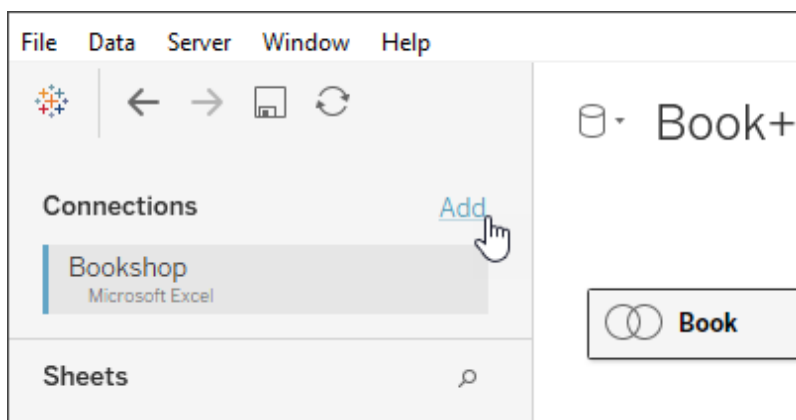 File Data Server Window Help
Book+
Connections Add
Bookshop
Microsoft Excel
Book
Sheets